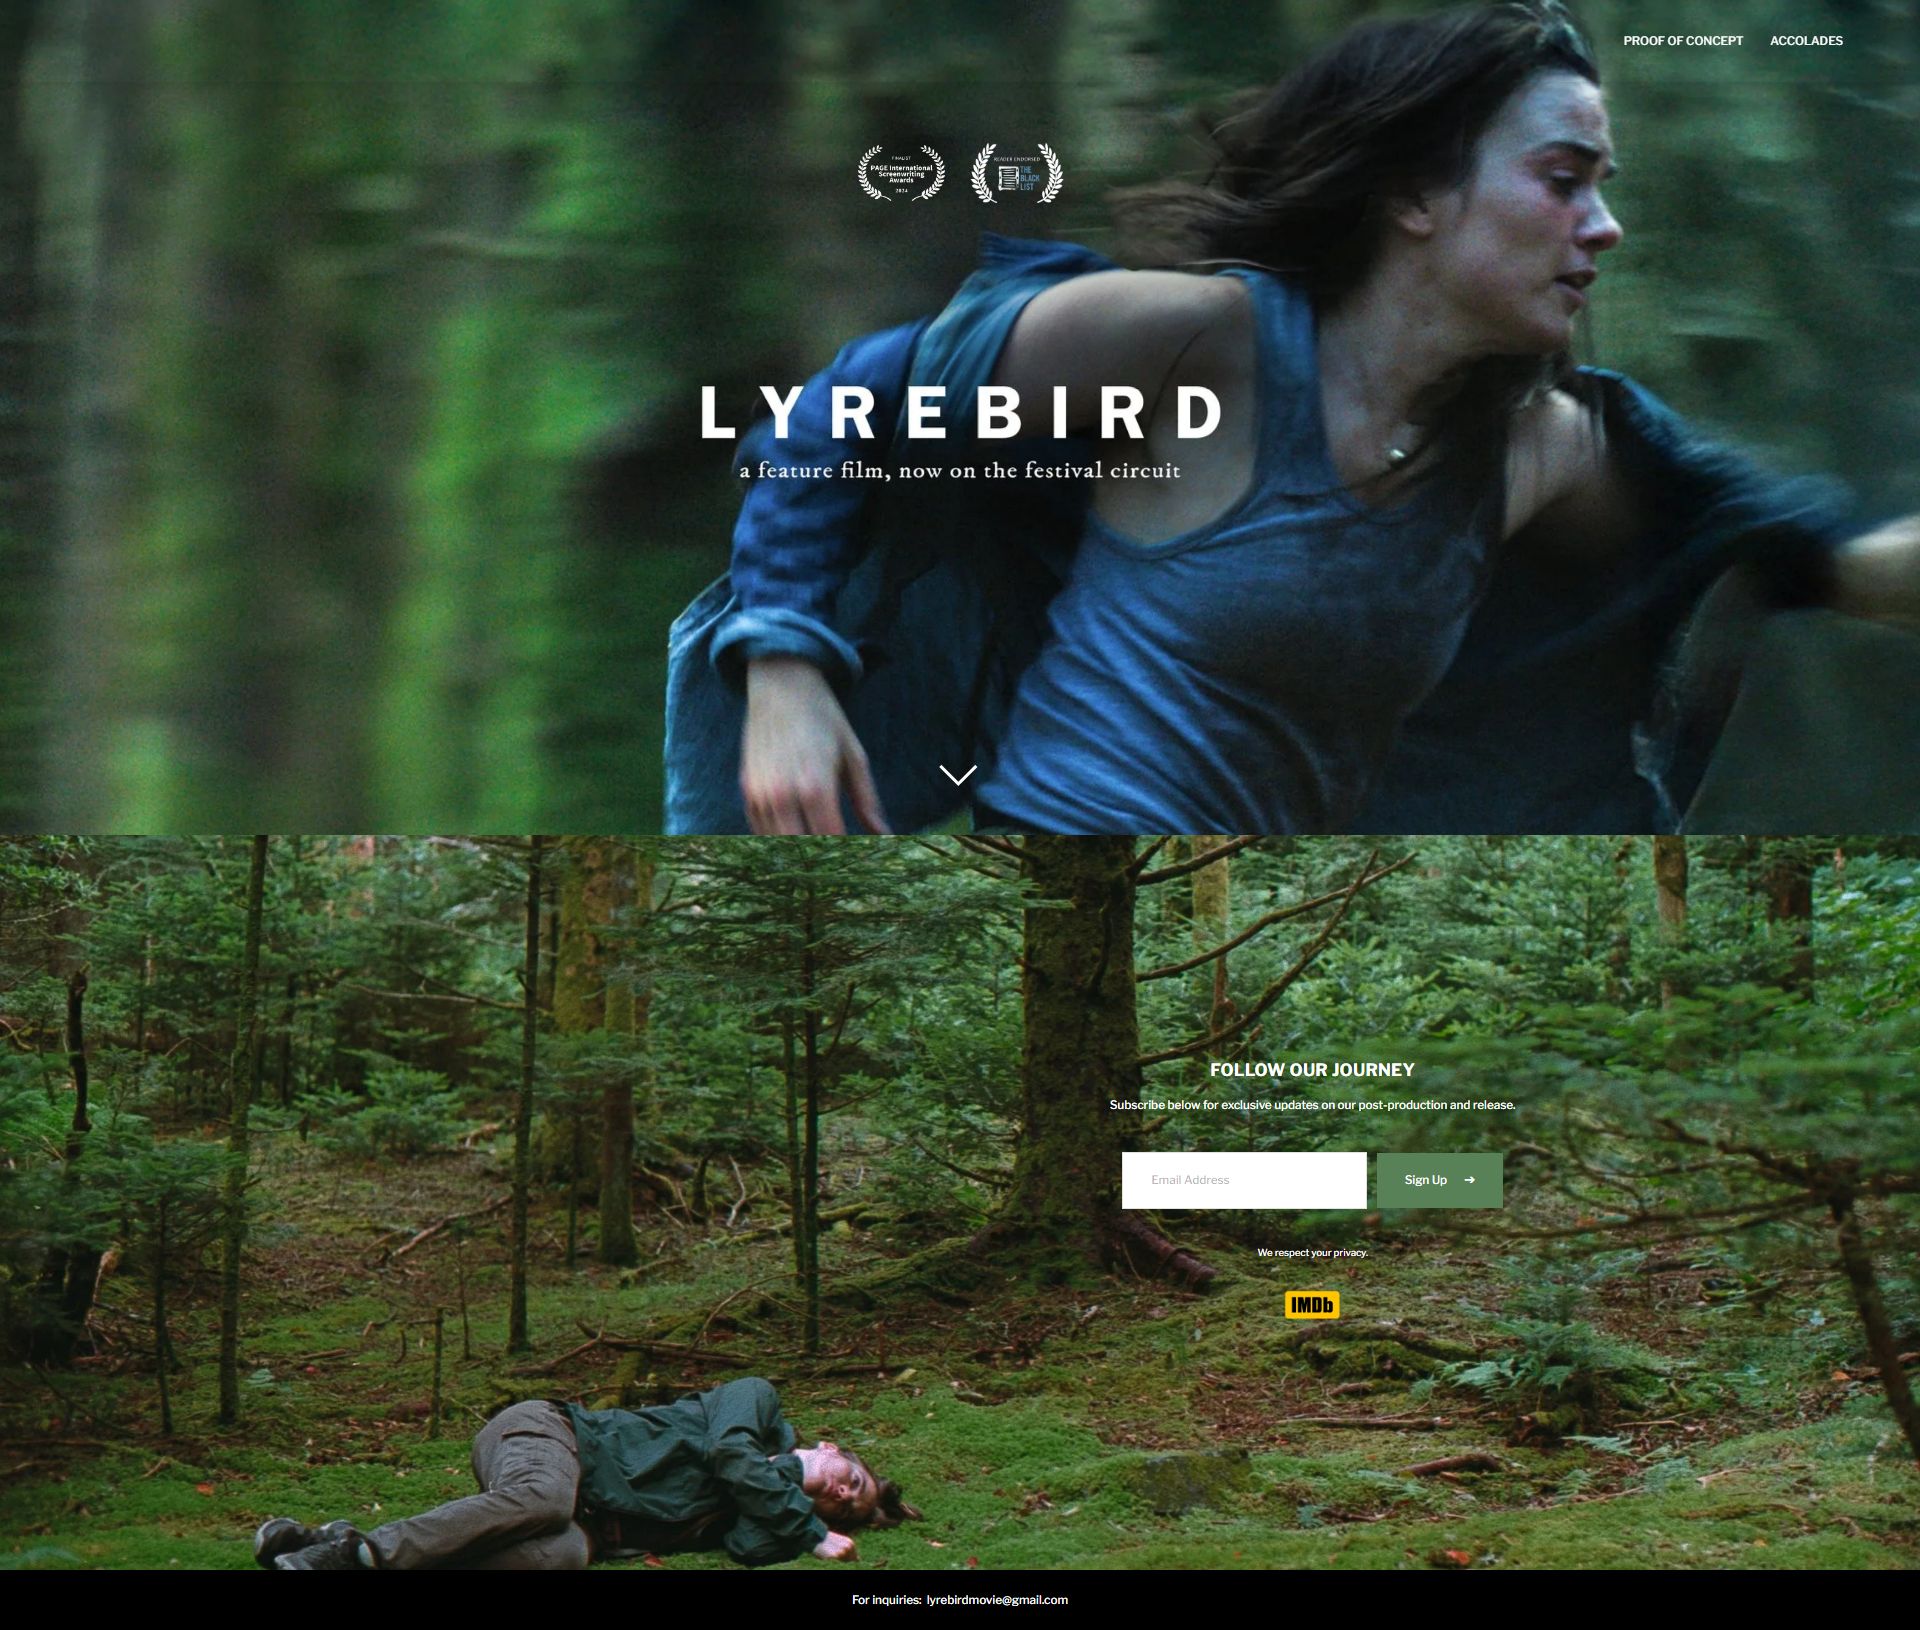 PROOF OF CONCEPT
ACCOLADES
FINALIST
PAGE International
Screenwriting
Awards
2024
READER ENDORSED
THE
BLACK
LIST
LYREBIRD
a feature film, now on the festival circuit
FOLLOW OUR JOURNEY
Subscribe below for exclusive updates on our post-production and release.
Email Address
Sign Up ➔
We respect your privacy.
IMDb
For inquiries: lyrebirdmovie@gmail.com